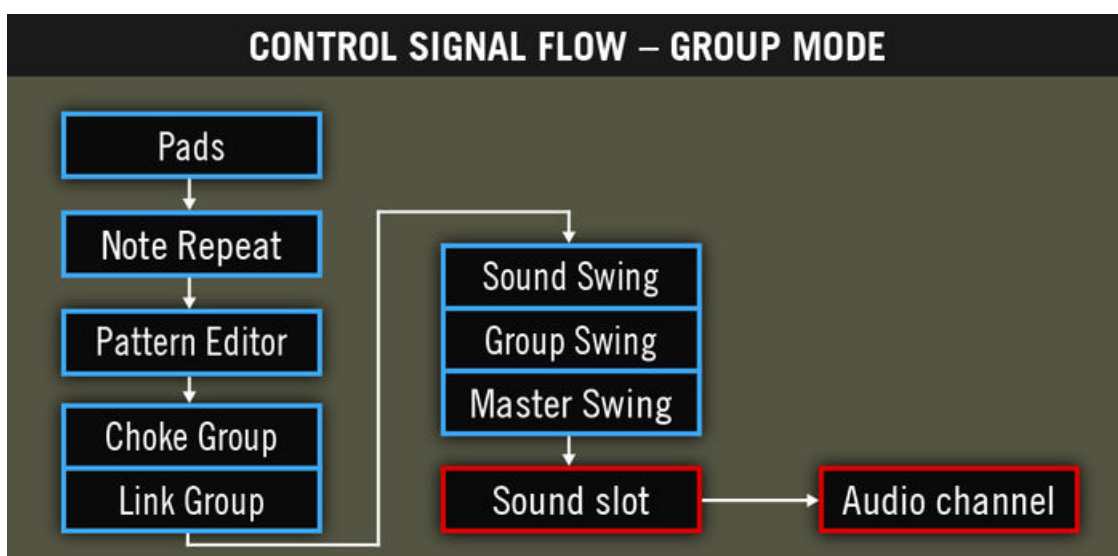 CONTROL SIGNAL FLOW – GROUP MODE
Pads
Note Repeat
Pattern Editor
Choke Group
Link Group
Sound Swing
Group Swing
Master Swing
Sound slot
Audio channel